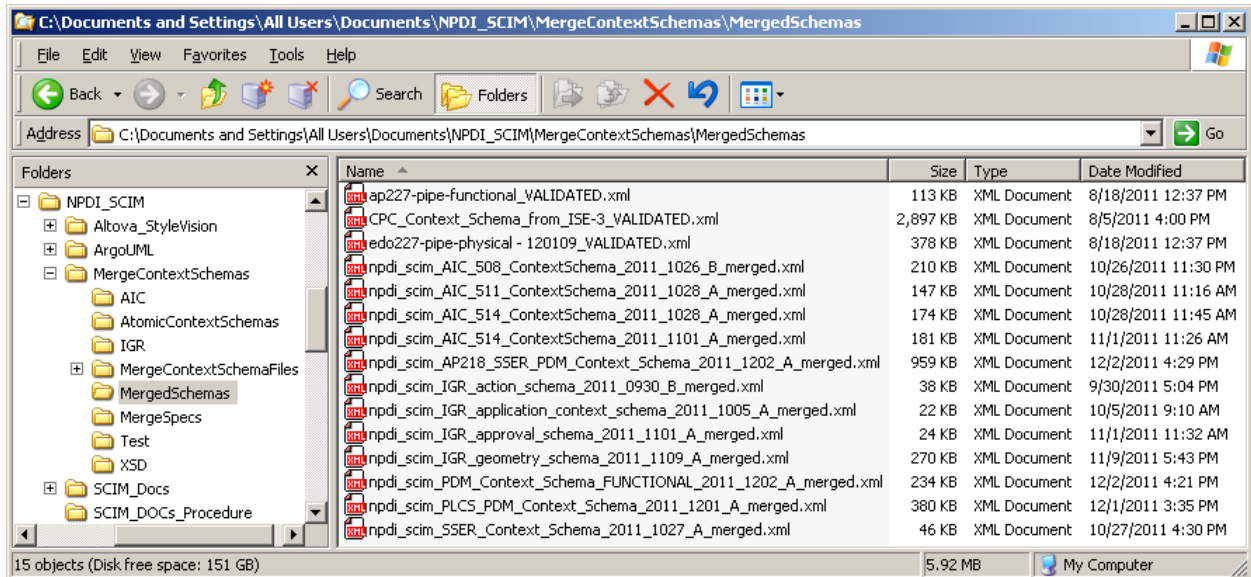 C:\Documents and Settings\All Users\Documents\NPDI_SCIM\MergeContextSchemas\MergedSchemas
File Edit View Favorites Tools Help
Back Search Folders
Address C:\Documents and Settings\All Users\Documents\NPDI_SCIM\MergeContextSchemas\MergedSchemas Go
Folders
NPDI_SCIM
Altova_StyleVision
ArgoUML
MergeContextSchemas
AIC
AtomicContextSchemas
IGR
MergeContextSchemaFiles
MergedSchemas
MergeSpecs
Test
XSD
SCIM_Docs
SCIM_DOCs_Procedure
Name Size Type Date Modified
ap227-pipe-functional_VALIDATED.xml 113 KB XML Document 8/18/2011 12:37 PM
CPC_Context_Schema_from_ISE-3_VALIDATED.xml 2,897 KB XML Document 8/5/2011 4:00 PM
edo227-pipe-physical - 120109_VALIDATED.xml 378 KB XML Document 8/18/2011 12:37 PM
npdi_scim_AIC_508_ContextSchema_2011_1026_B_merged.xml 210 KB XML Document 10/26/2011 11:30 PM
npdi_scim_AIC_511_ContextSchema_2011_1028_A_merged.xml 147 KB XML Document 10/28/2011 11:16 AM
npdi_scim_AIC_514_ContextSchema_2011_1028_A_merged.xml 174 KB XML Document 10/28/2011 11:45 AM
npdi_scim_AIC_514_ContextSchema_2011_1101_A_merged.xml 181 KB XML Document 11/1/2011 11:26 AM
npdi_scim_AP218_SSER_PDM_Context_Schema_2011_1202_A_merged.xml 959 KB XML Document 12/2/2011 4:29 PM
npdi_scim_IGR_action_schema_2011_0930_B_merged.xml 38 KB XML Document 9/30/2011 5:04 PM
npdi_scim_IGR_application_context_schema_2011_1005_A_merged.xml 22 KB XML Document 10/5/2011 9:10 AM
npdi_scim_IGR_approval_schema_2011_1101_A_merged.xml 24 KB XML Document 11/1/2011 11:32 AM
npdi_scim_IGR_geometry_schema_2011_1109_A_merged.xml 270 KB XML Document 11/9/2011 5:43 PM
npdi_scim_PDM_Context_Schema_FUNCTIONAL_2011_1202_A_merged.xml 234 KB XML Document 12/2/2011 4:21 PM
npdi_scim_PLCS_PDM_Context_Schema_2011_1201_A_merged.xml 380 KB XML Document 12/1/2011 3:35 PM
npdi_scim_SSER_Context_Schema_2011_1027_A_merged.xml 46 KB XML Document 10/27/2011 4:30 PM
15 objects (Disk free space: 151 GB) 5.92 MB My Computer